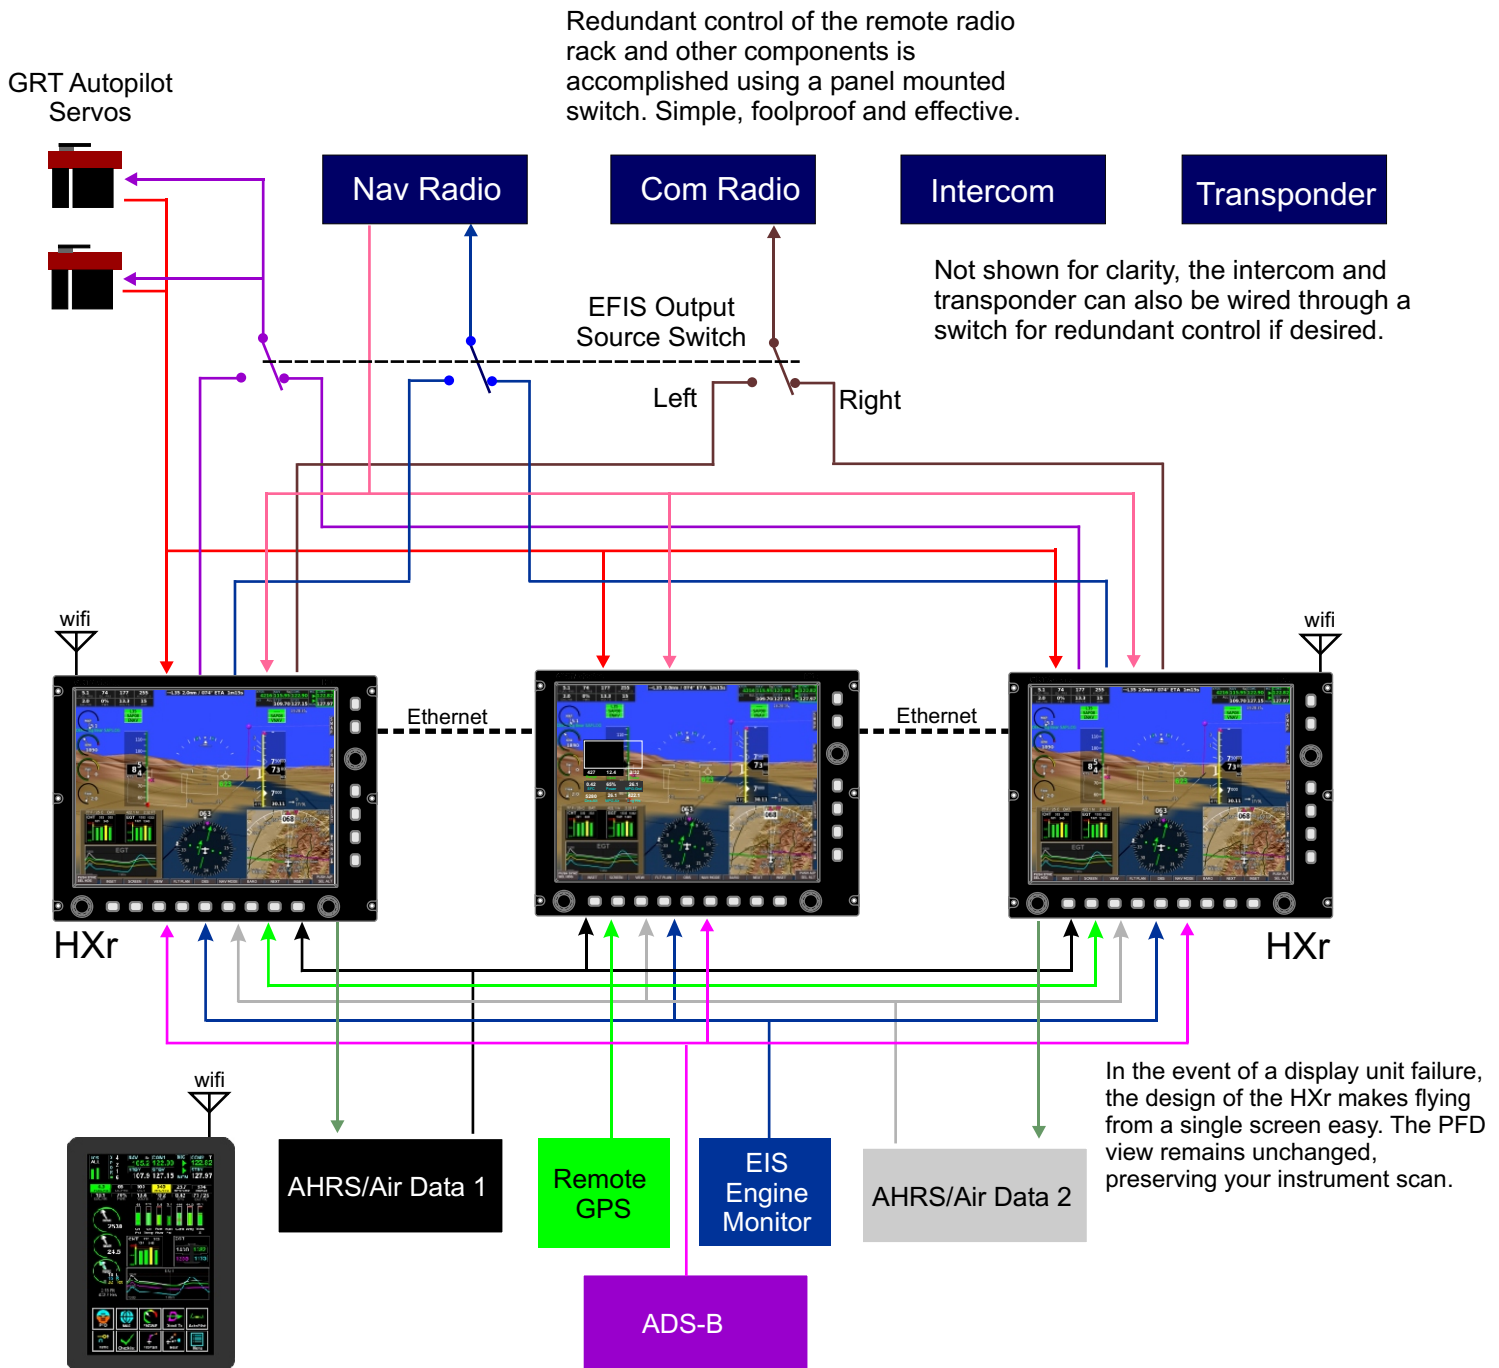 Redundant control of the remote radio
rack and other components is
accomplished using a panel mounted
switch. Simple, foolproof and effective.
GRT Autopilot
Servos
Nav Radio
Com Radio
Intercom
Transponder
Not shown for clarity, the intercom and
transponder can also be wired through a
switch for redundant control if desired.
EFIS Output
Source Switch
Left
Right
wifi
wifi
Ethernet
Ethernet
HXr
HXr
wifi
AHRS/Air Data 1
Remote
GPS
EIS
Engine
Monitor
AHRS/Air Data 2
ADS-B
In the event of a display unit failure,
the design of the HXr makes flying
from a single screen easy. The PFD
view remains unchanged,
preserving your instrument scan.